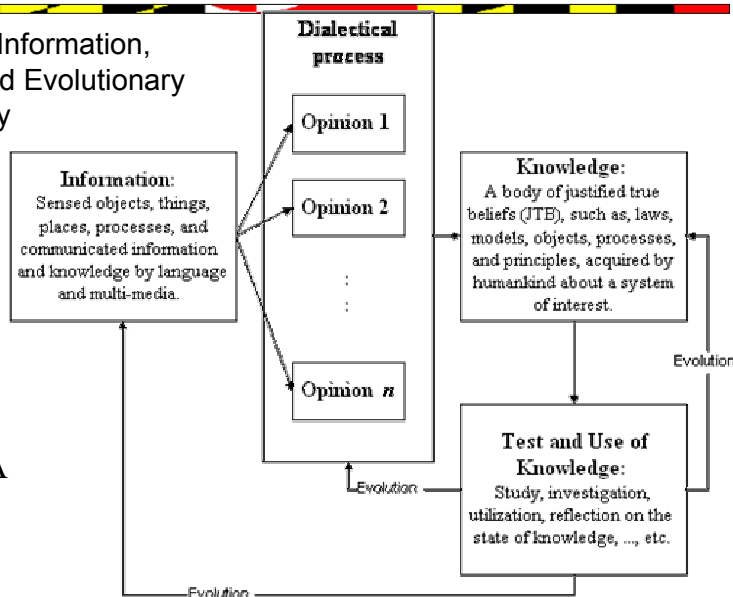 Information,
d Evolutionary
y
Dialectical
process
Opinion 1
Opinion 2
:
:
Opinion n
Information:
Sensed objects, things,
places, processes, and
communicated information
and knowledge by language
and multi-media.
Knowledge:
A body of justified true
beliefs (JTB), such as, laws,
models, objects, processes,
and principles, acquired by
humankind about a system
of interest.
Evolution
Test and Use of
Knowledge:
Study, investigation,
utilization, reflection on the
state of knowledge, ..., etc.
Evolution
A
Evolution